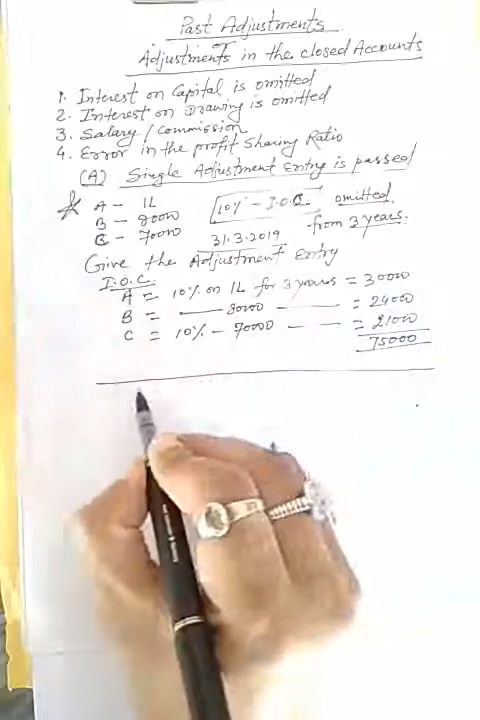 Past Adjustments
Adjustments in the closed Accounts
1. Interest on Capital is omitted
2. Interest on Drawing is omitted
3. Salary / Commission
4. Error in the profit sharing Ratio
(A) Single Adjustment Entry is passed
A - 1L
B - 80000 10% - I.O.C. omitted
C - 70000 31.3.2019 from 3 years.
Give the Adjustment Entry
I.O.C.
A = 10% on 1L for 3 years = 30000
B = — 80000 — = 24000
C = 10% - 70000 — — = 21000
75000